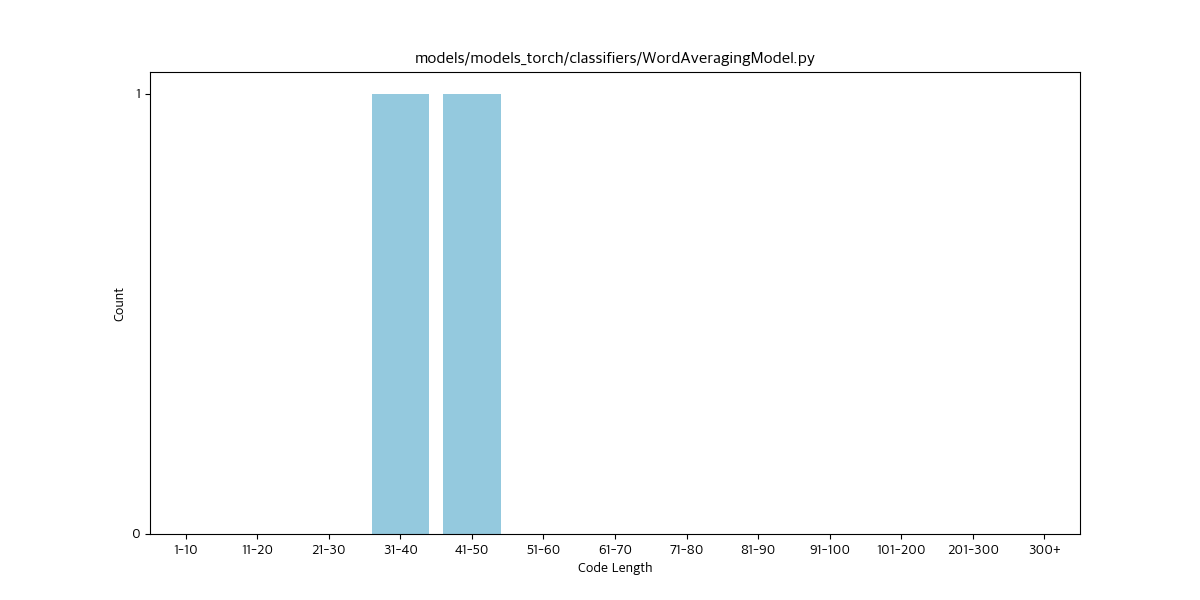 models/models_torch/classifiers/WordAveragingModel.py
1
Count
0
1-10 11-20 21-30 31-40 41-50 51-60 61-70 71-80 81-90 91-100 101-200 201-300 300+
Code Length